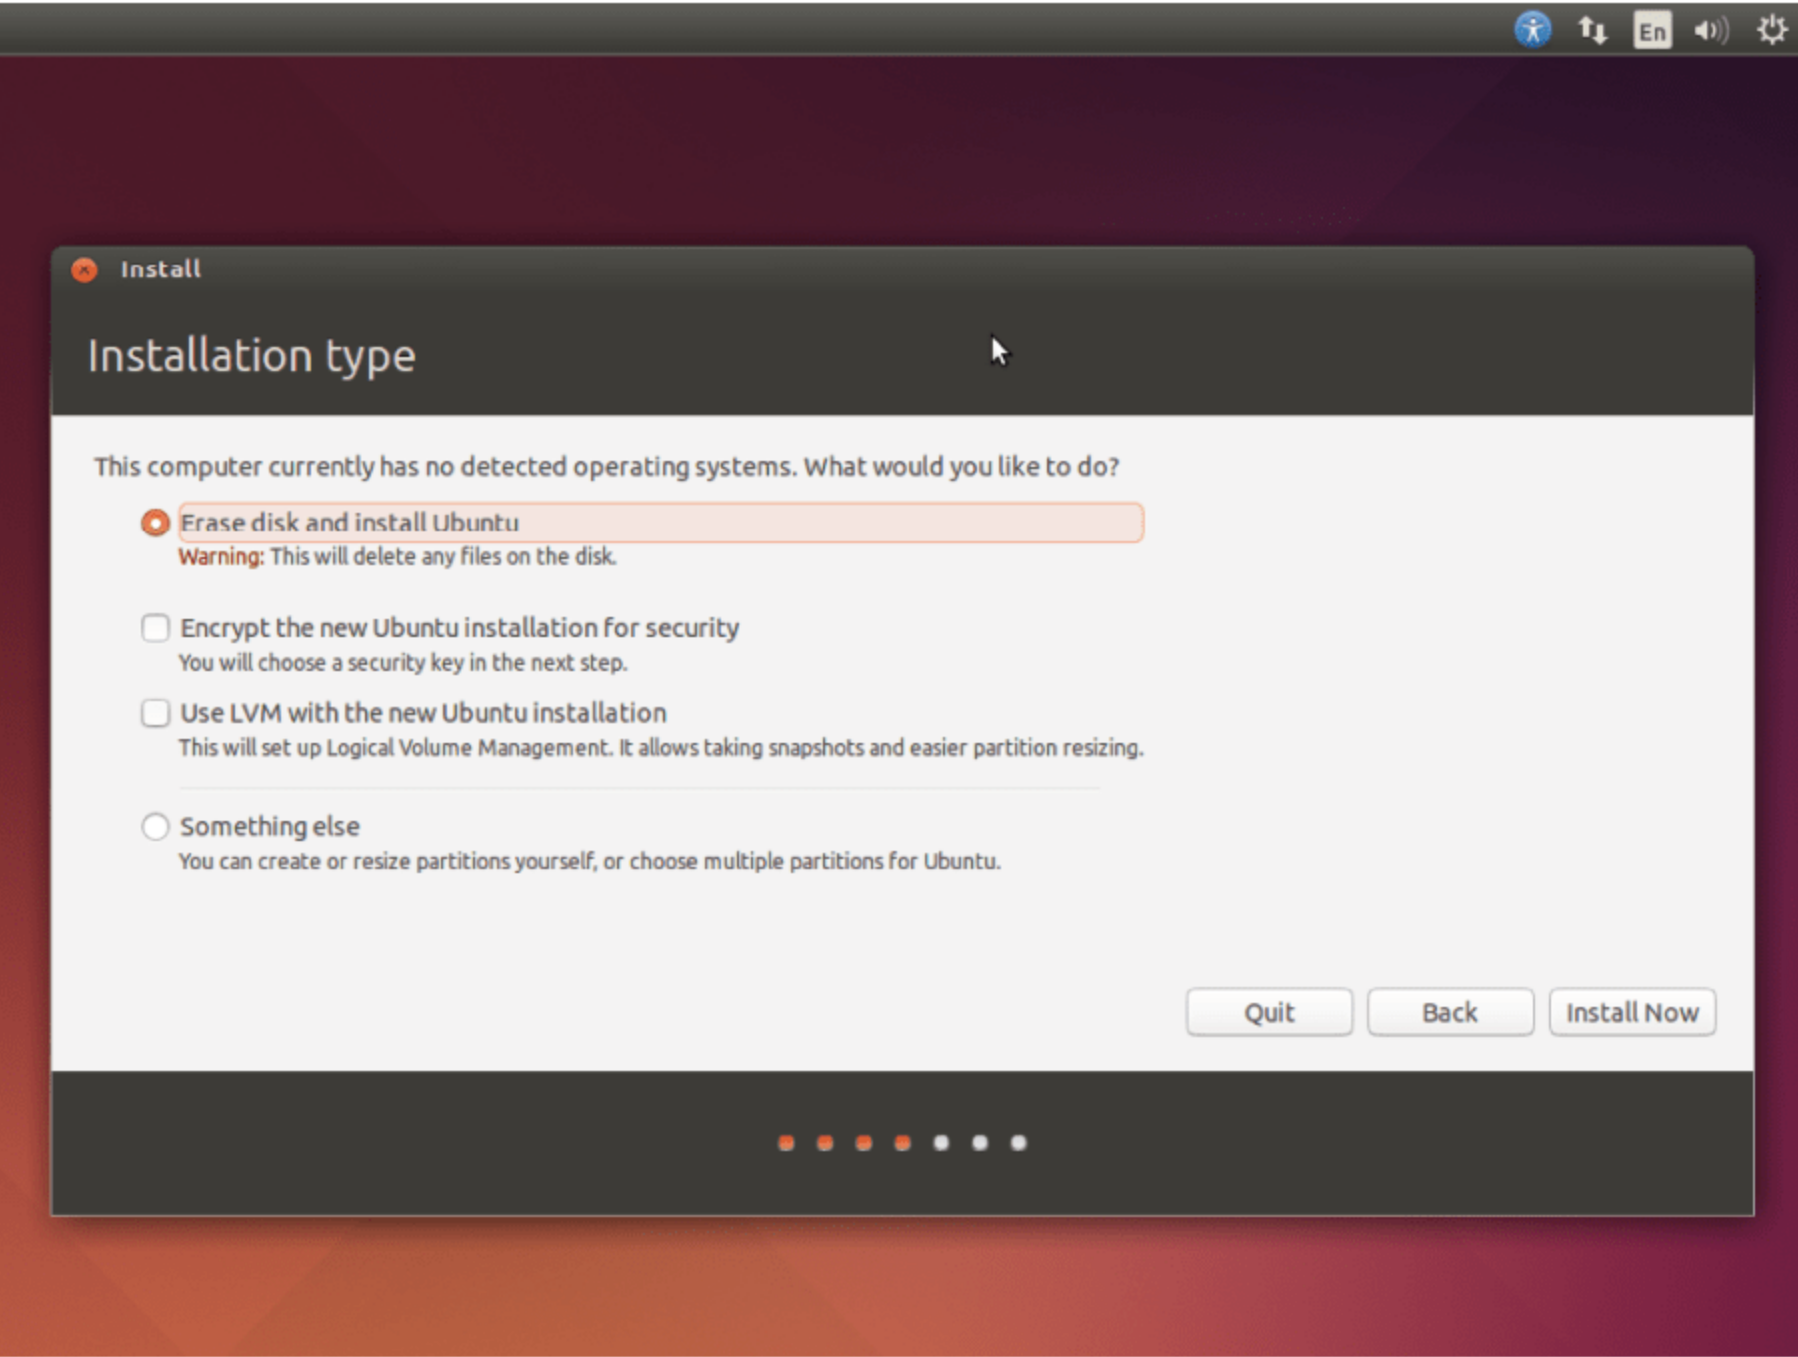 En
Install
Installation type
This computer currently has no detected operating systems. What would you like to do?
Erase disk and install Ubuntu
Warning: This will delete any files on the disk.
Encrypt the new Ubuntu installation for security
You will choose a security key in the next step.
Use LVM with the new Ubuntu installation
This will set up Logical Volume Management. It allows taking snapshots and easier partition resizing.
Something else
You can create or resize partitions yourself, or choose multiple partitions for Ubuntu.
Quit Back Install Now